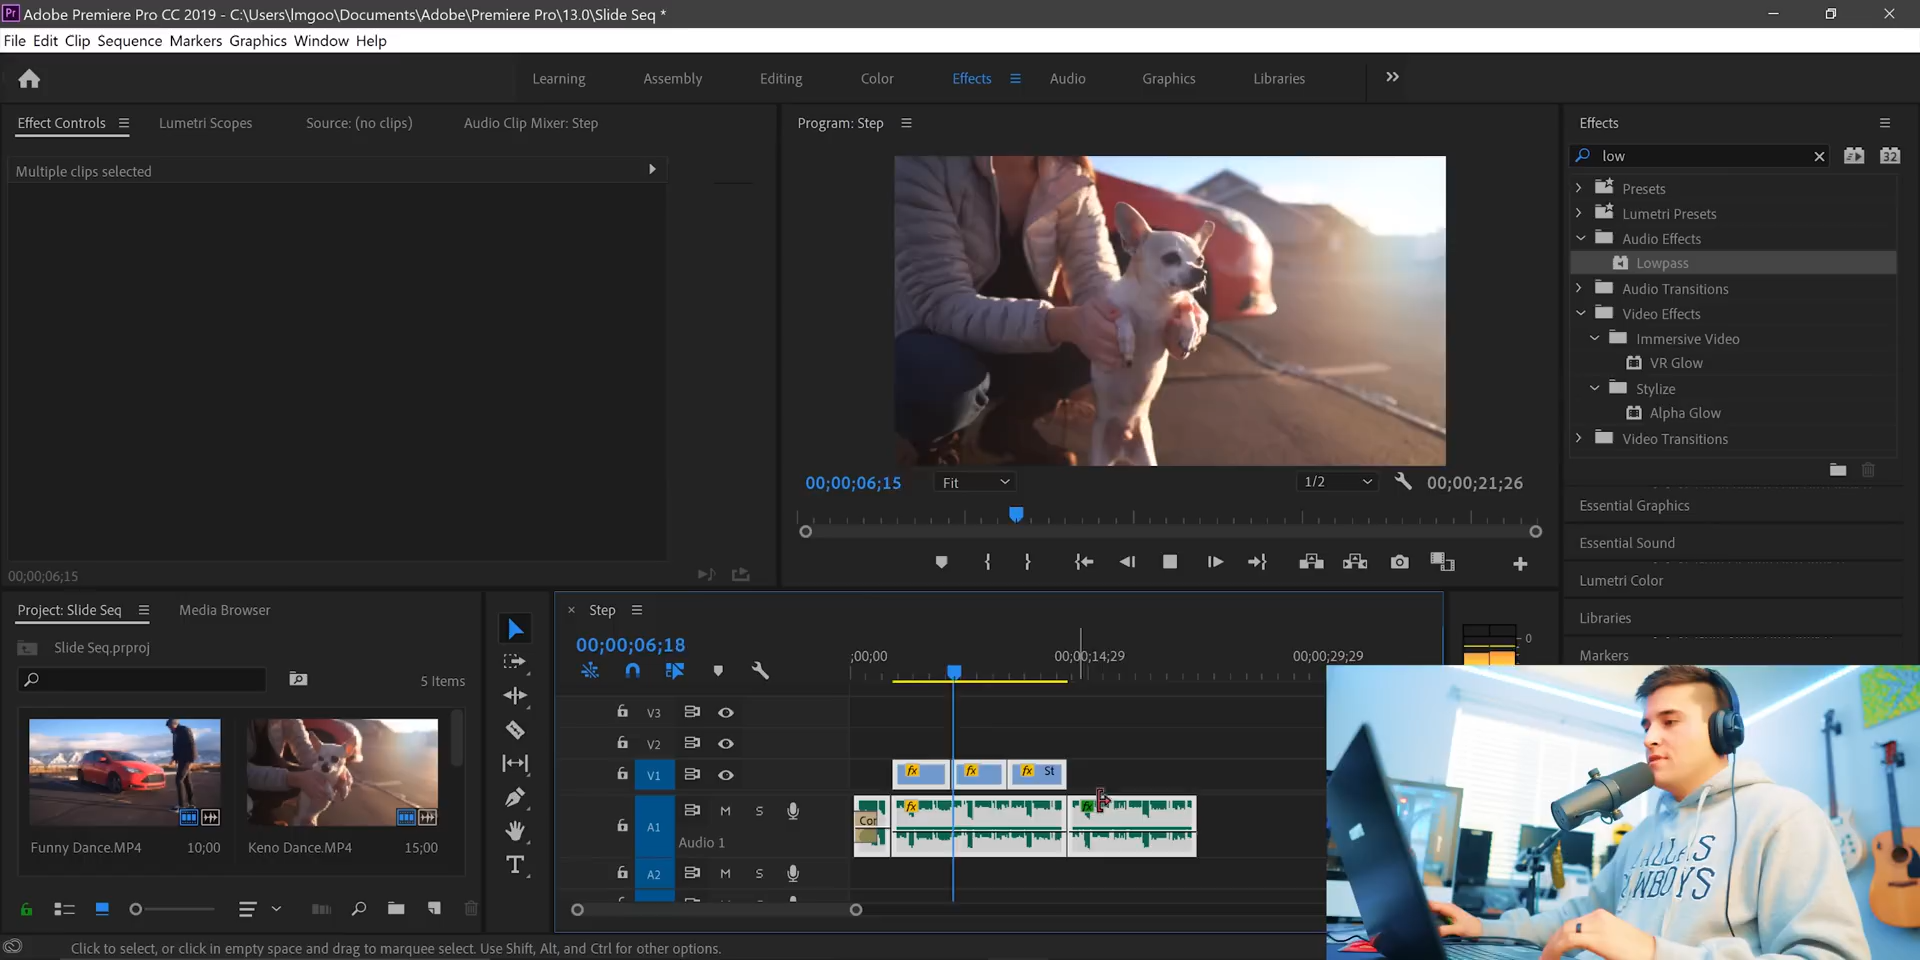 Pr Adobe Premiere Pro CC 2019 - C:\Users\lmgoo\Documents\Adobe\Premiere Pro\13.0\Slide Seq *
File Edit Clip Sequence Markers Graphics Window Help
Learning Assembly Editing Color Effects Audio Graphics Libraries
Effect Controls Lumetri Scopes Source: (no clips) Audio Clip Mixer: Step
Multiple clips selected
00;00;06;15
Program: Step
00;00;06;15 Fit 1/2 00;00;21;26
Effects
low
32
Presets
Lumetri Presets
Audio Effects
Lowpass
Audio Transitions
Video Effects
Immersive Video
VR Glow
Stylize
Alpha Glow
Video Transitions
Essential Graphics
Essential Sound
Lumetri Color
Libraries
Markers
Project: Slide Seq Media Browser
Slide Seq.prproj
5 Items
Funny Dance.MP4 10;00
Keno Dance.MP4 15;00
Step
00;00;06;18
;00;00 00;00;14;29 00;00;29;29
V3
V2
V1 fx fx fx St
A1 M S fx fx
Cor
Audio 1
A2 M S
0
DALLAS
COWBOYS
Click to select, or click in empty space and drag to marquee select. Use Shift, Alt, and Ctrl for other options.